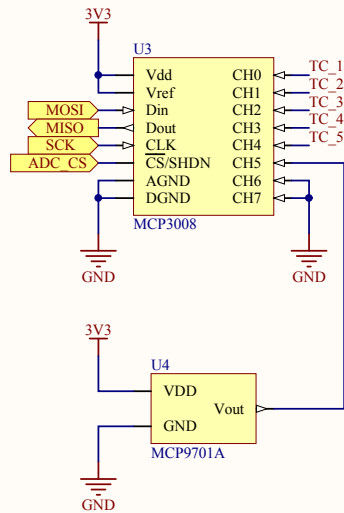 3V3
U3
Vdd CH0 TC_1
Vref CH1 TC_2
MOSI Din CH2 TC_3
MISO Dout CH3 TC_4
SCK CLK CH4 TC_5
ADC_CS CS/SHDN CH5
AGND CH6
DGND CH7
MCP3008
GND GND
3V3
U4
VDD
Vout
GND
MCP9701A
GND